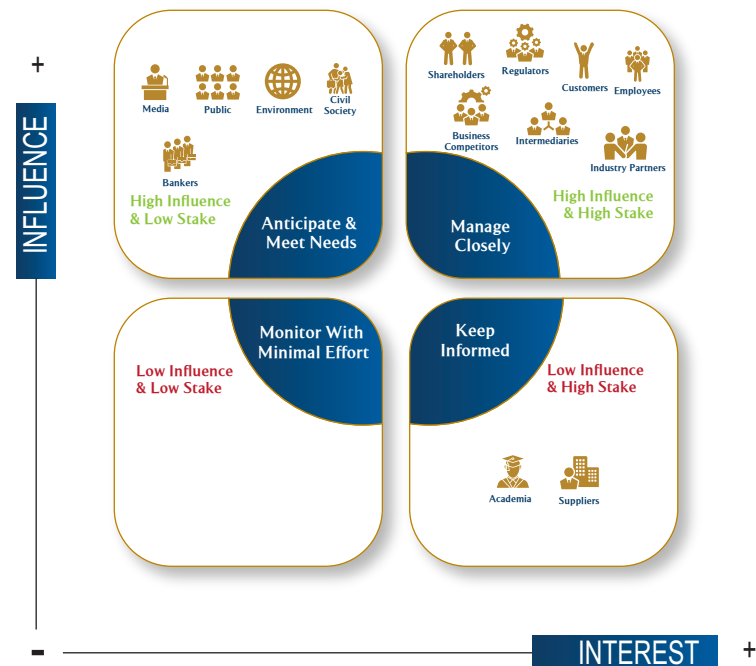 +
INFLUENCE
-
Media
Public
Environment
Civil
Society
Bankers
High Influence
& Low Stake
Anticipate &
Meet Needs
Shareholders
Regulators
Customers
Employees
Business
Competitors
Intermediaries
Industry Partners
High Influence
& High Stake
Manage
Closely
Monitor With
Minimal Effort
Low Influence
& Low Stake
Keep
Informed
Low Influence
& High Stake
Academia
Suppliers
INTEREST
+